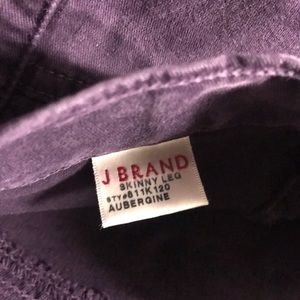 J BRAND
SKINNY LEG
STY#811K120
AUBERGINE